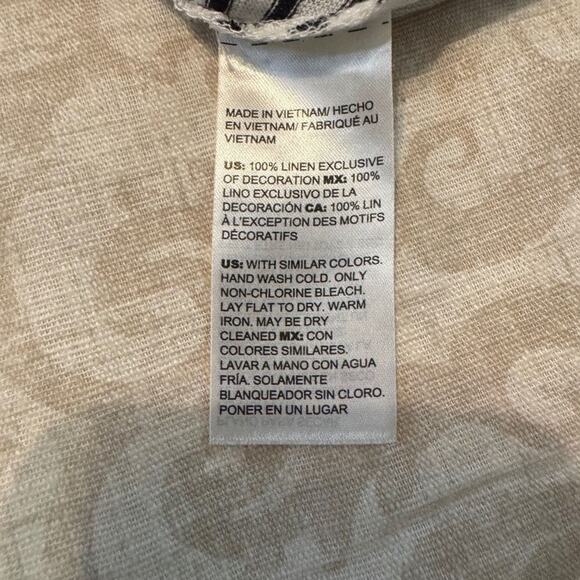 MADE IN VIETNAM/ HECHO
EN VIETNAM/ FABRIQUÉ AU
VIETNAM
US: 100% LINEN EXCLUSIVE
OF DECORATION MX: 100%
LINO EXCLUSIVO DE LA
DECORACIÓN CA: 100% LIN
À L'EXCEPTION DES MOTIFS
DÉCORATIFS
US: WITH SIMILAR COLORS.
HAND WASH COLD. ONLY
NON-CHLORINE BLEACH.
LAY FLAT TO DRY. WARM
IRON. MAY BE DRY
CLEANED MX: CON
COLORES SIMILARES.
LAVAR A MANO CON AGUA
FRÍA. SOLAMENTE
BLANQUEADOR SIN CLORO.
PONER EN UN LUGAR